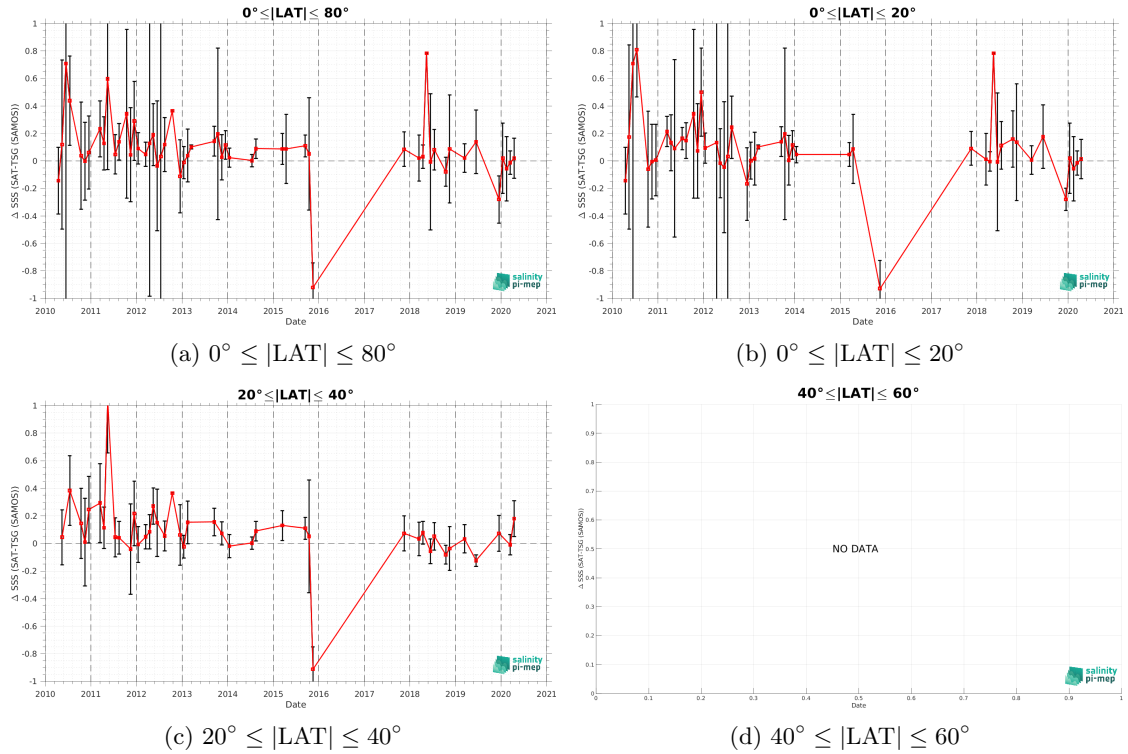 0°≤|LAT|≤ 80°
Δ SSS (SAT-TSG (SAMOS))
1
0.8
0.6
0.4
0.2
0
-0.2
-0.4
-0.6
-0.8
-1
2010 2011 2012 2013 2014 2015 2016 2017 2018 2019 2020 2021
Date
salinity
pi-mep
(a) 0° ≤ |LAT| ≤ 80°
0°≤|LAT|≤ 20°
Δ SSS (SAT-TSG (SAMOS))
1
0.8
0.6
0.4
0.2
0
-0.2
-0.4
-0.6
-0.8
-1
2010 2011 2012 2013 2014 2015 2016 2017 2018 2019 2020 2021
Date
salinity
pi-mep
(b) 0° ≤ |LAT| ≤ 20°
20°≤|LAT|≤ 40°
Δ SSS (SAT-TSG (SAMOS))
1
0.8
0.6
0.4
0.2
0
-0.2
-0.4
-0.6
-0.8
-1
2010 2011 2012 2013 2014 2015 2016 2017 2018 2019 2020 2021
Date
salinity
pi-mep
(c) 20° ≤ |LAT| ≤ 40°
40°≤|LAT|≤ 60°
Δ SSS (SAT-TSG (SAMOS))
1
0.9
0.8
0.7
0.6
0.5
0.4
0.3
0.2
0.1
0
NO DATA
0 0.1 0.2 0.3 0.4 0.5 0.6 0.7 0.8 0.9 1
Date
salinity
pi-mep
(d) 40° ≤ |LAT| ≤ 60°